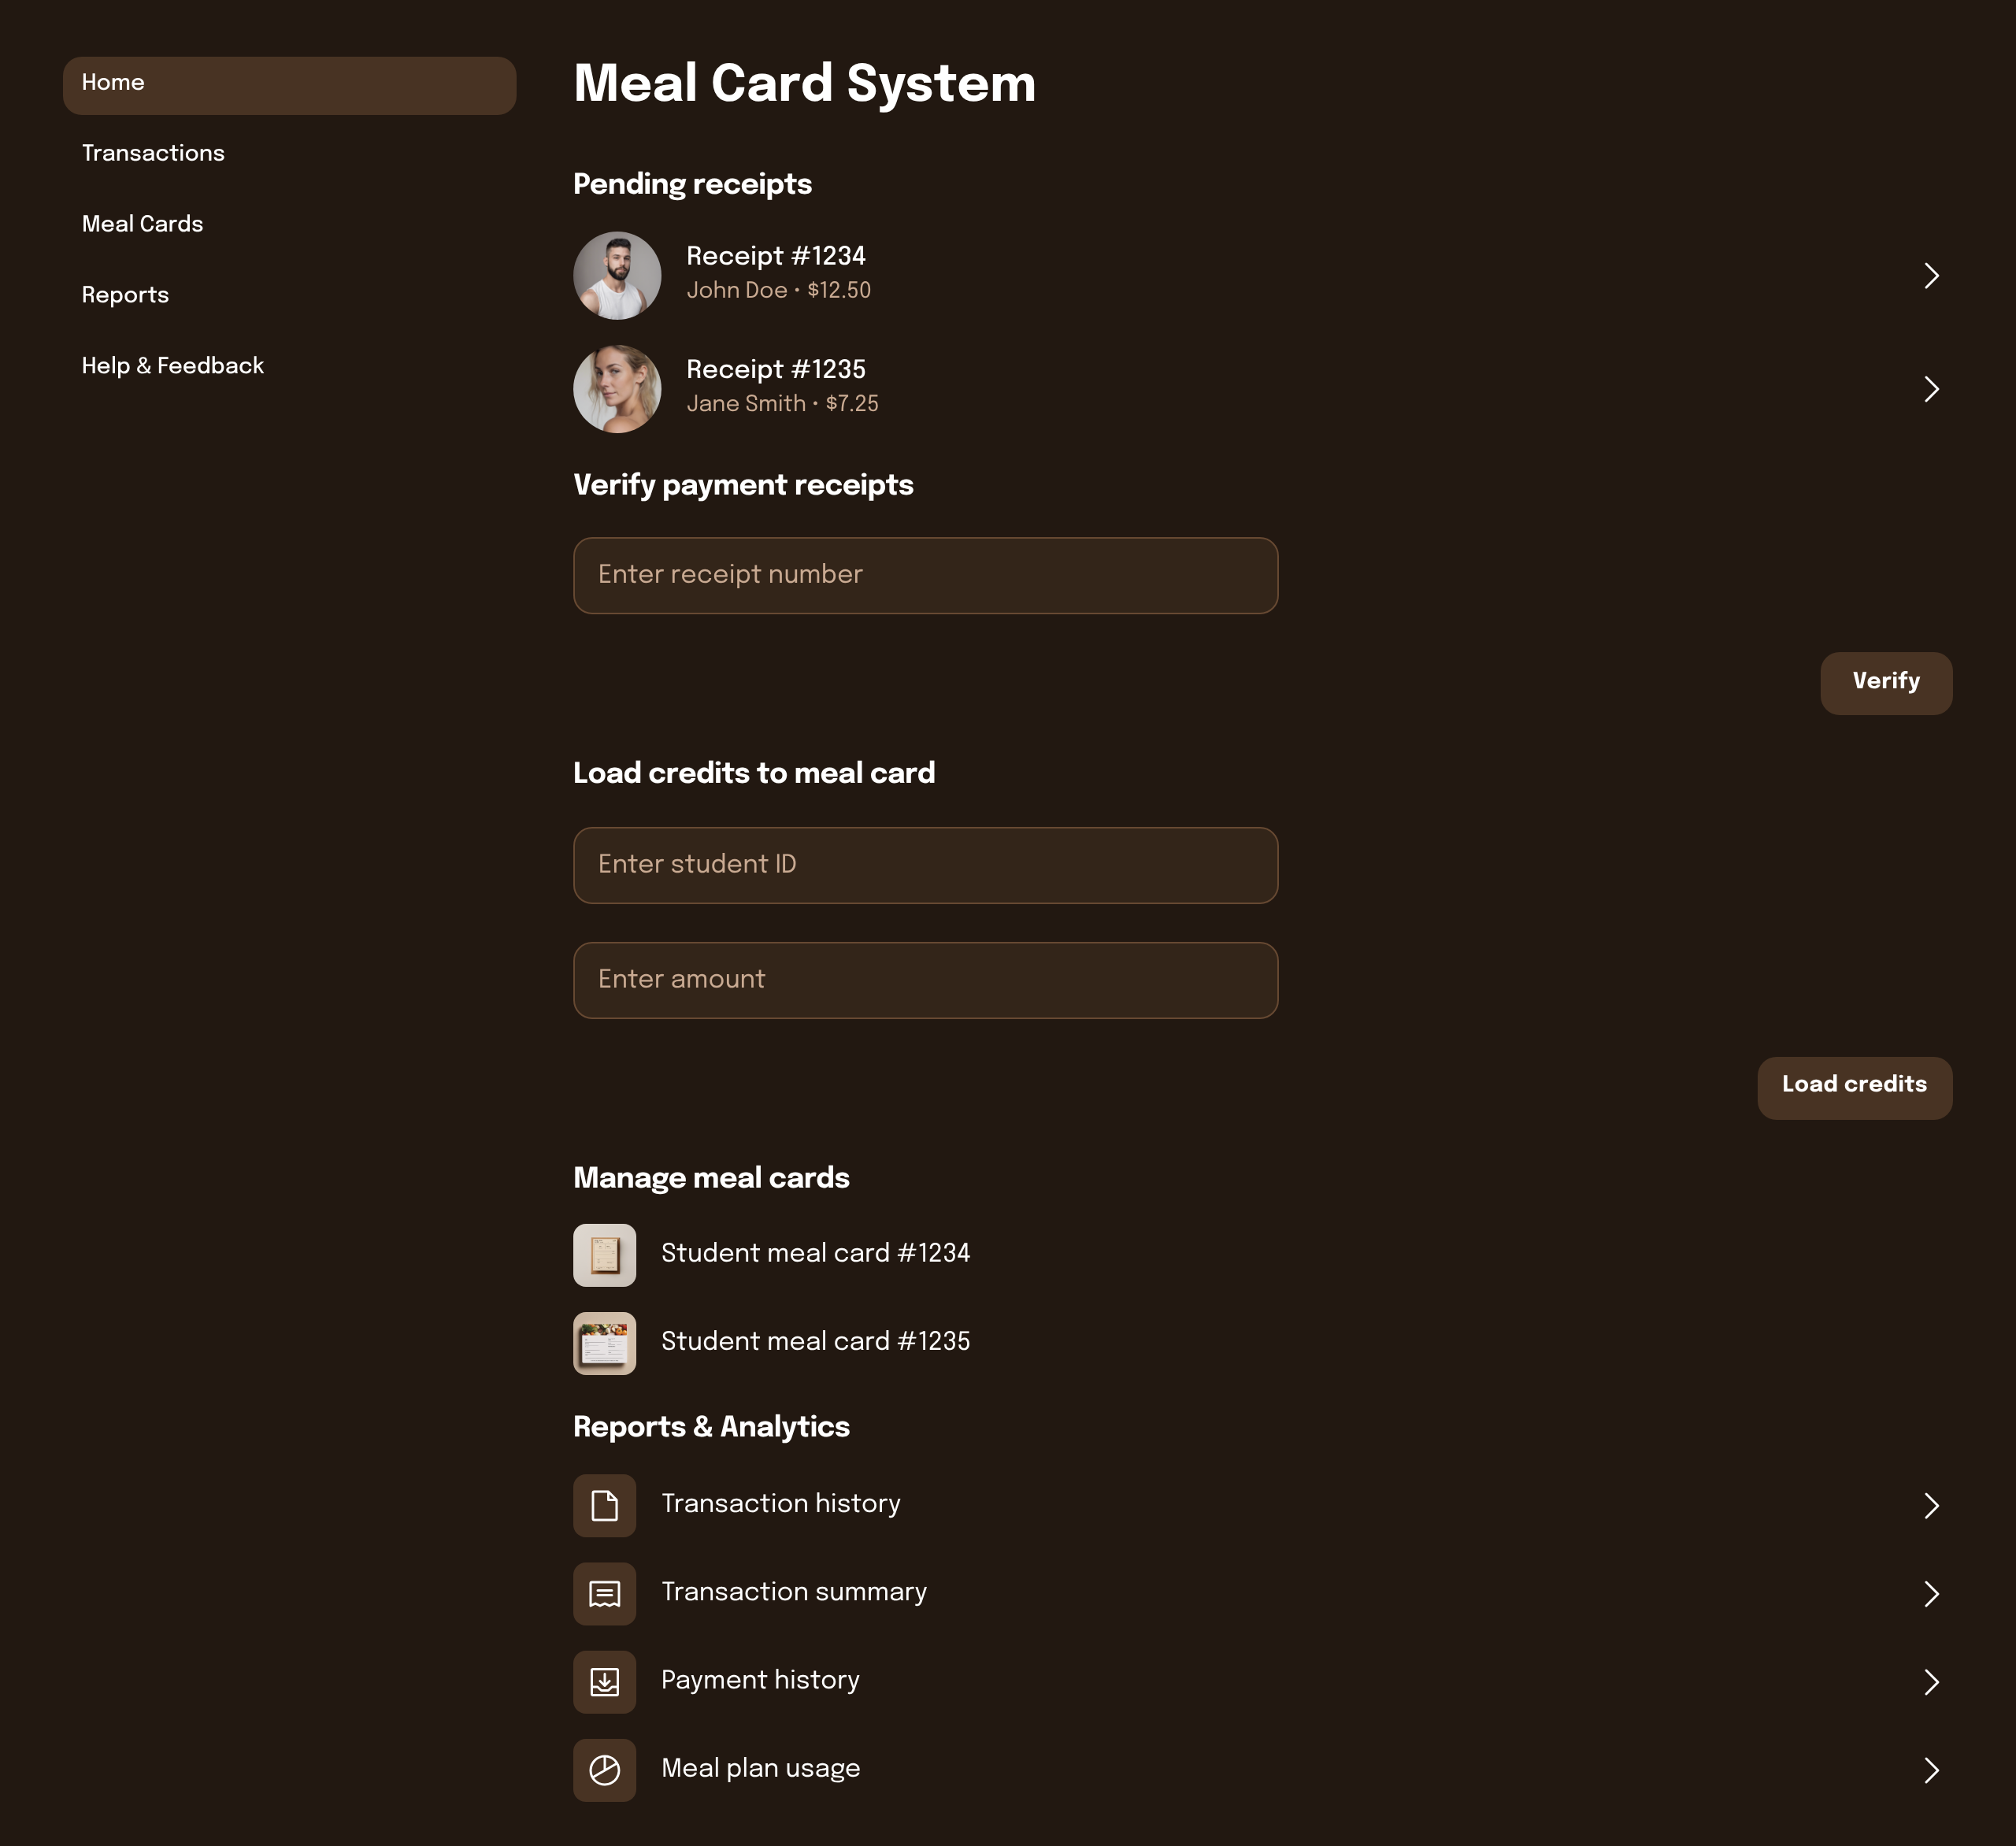 Home
Transactions
Meal Cards
Reports
Help & Feedback
Meal Card System
Pending receipts
Receipt #1234
John Doe • $12.50
Receipt #1235
Jane Smith • $7.25
Verify payment receipts
Enter receipt number
Verify
Load credits to meal card
Enter student ID
Enter amount
Load credits
Manage meal cards
Student meal card #1234
Student meal card #1235
Reports & Analytics
Transaction history
Transaction summary
Payment history
Meal plan usage